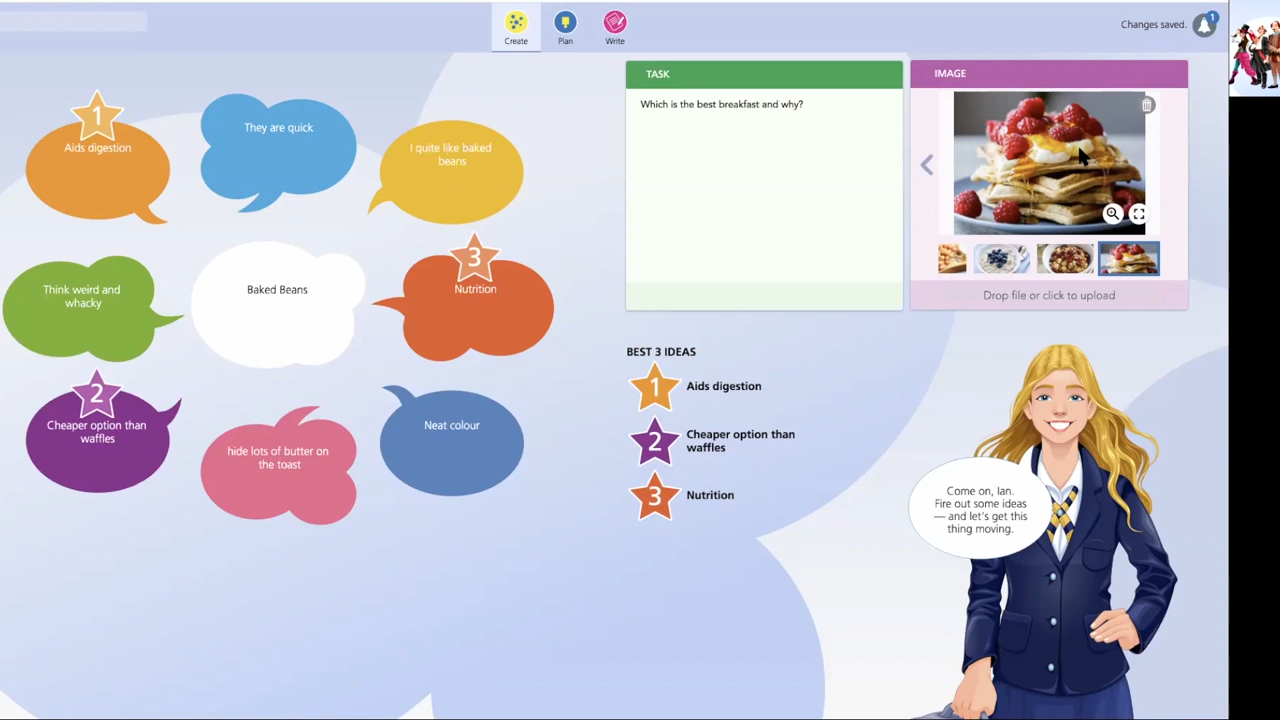 Create
Plan
Write
Changes saved.
1
1
Aids digestion
They are quick
I quite like baked
beans
Think weird and
whacky
Baked Beans
3
Nutrition
2
Cheaper option than
waffles
hide lots of butter on
the toast
Neat colour
TASK
Which is the best breakfast and why?
IMAGE
Drop file or click to upload
BEST 3 IDEAS
1
Aids digestion
2
Cheaper option than
waffles
3
Nutrition
Come on, Ian.
Fire out some ideas
— and let's get this
thing moving.